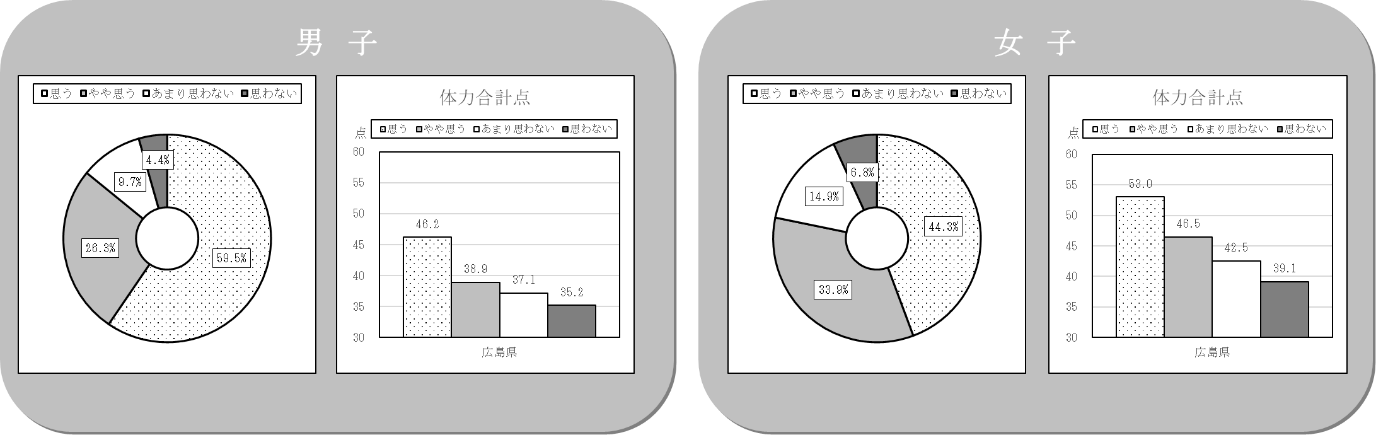 男 子
思う やや思う あまり思わない 思わない
4.4%
9.7%
26.3%
59.5%
体力合計点
点
思う やや思う あまり思わない 思わない
60
55
50
45
40
35
30
46.2
38.9
37.1
35.2
広島県
女 子
思う やや思う あまり思わない 思わない
6.8%
14.9%
44.3%
33.9%
体力合計点
点
思う やや思う あまり思わない 思わない
60
55
50
45
40
35
30
53.0
46.5
42.5
39.1
広島県